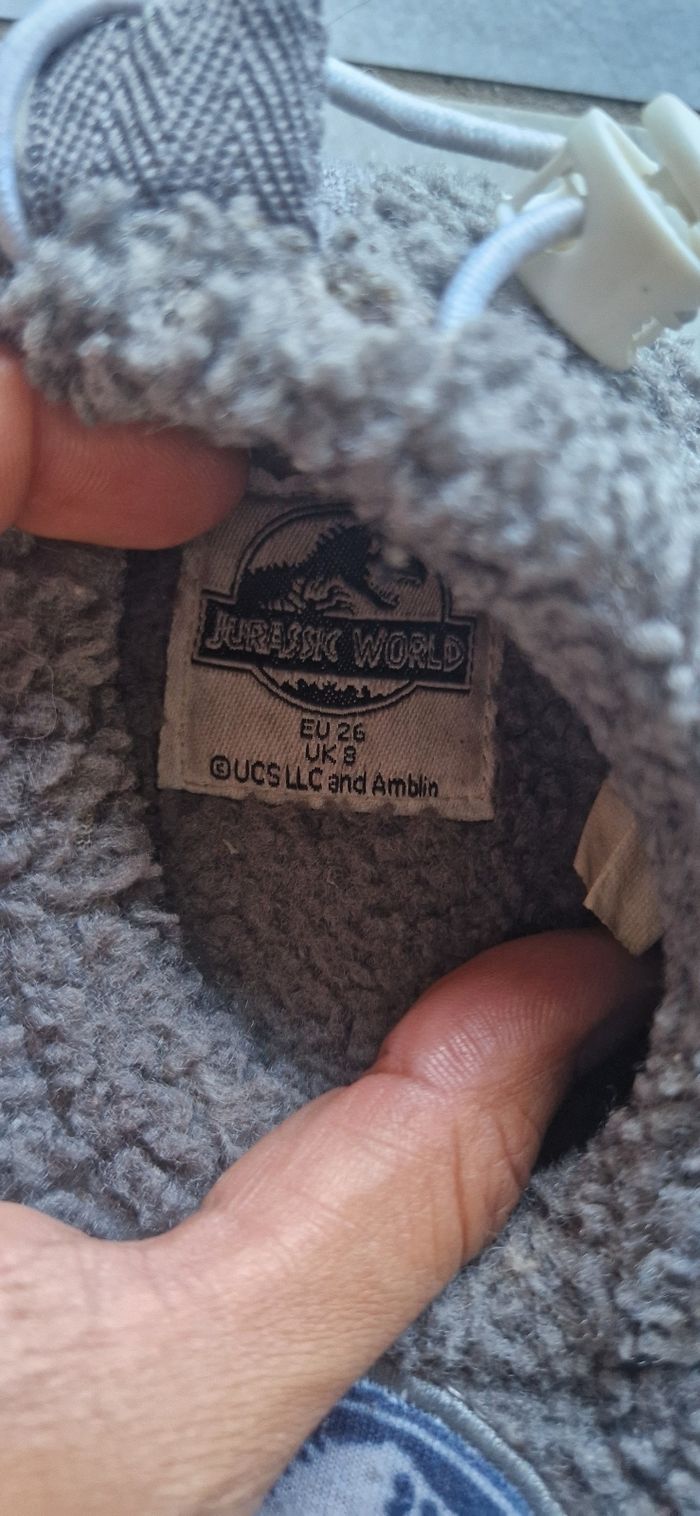 JURASSIC WORLD
EU 26
UK 8
©UCS LLC and Amblin